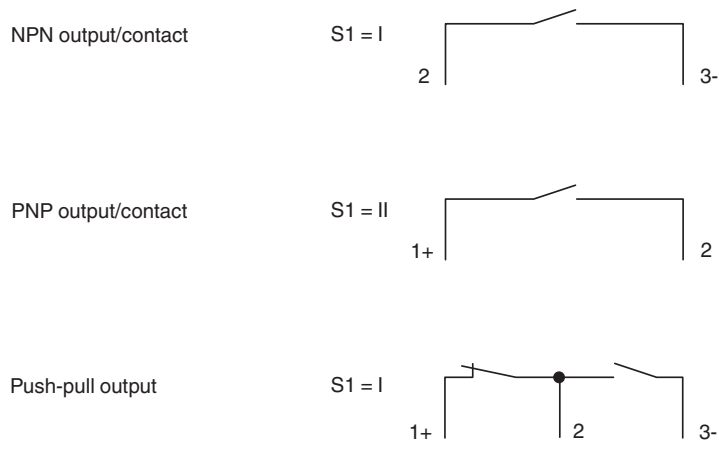 NPN output/contact S1 = I
2 3-
PNP output/contact S1 = II
1+ 2
Push-pull output S1 = I
1+ 2 3-